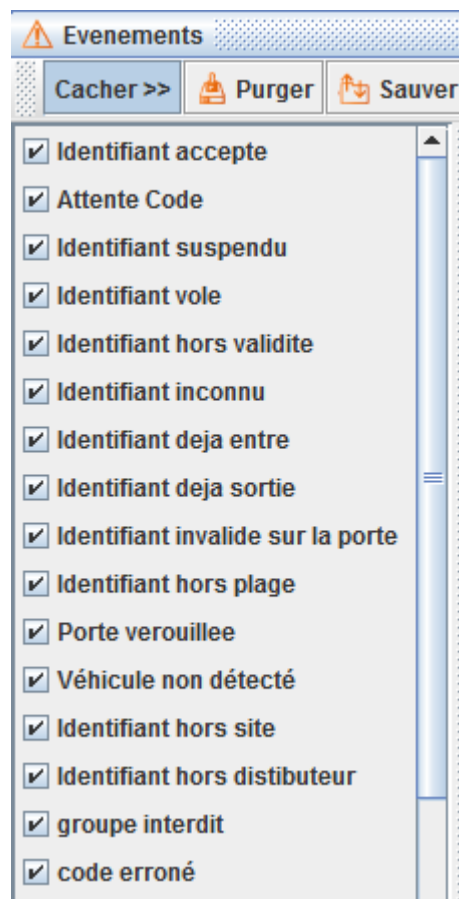 Evenements
Cacher >> Purger Sauver
Identifiant accepte
Attente Code
Identifiant suspendu
Identifiant vole
Identifiant hors validite
Identifiant inconnu
Identifiant deja entre
Identifiant deja sortie
Identifiant invalide sur la porte
Identifiant hors plage
Porte verouillee
Véhicule non détecté
Identifiant hors site
Identifiant hors distibuteur
groupe interdit
code erroné